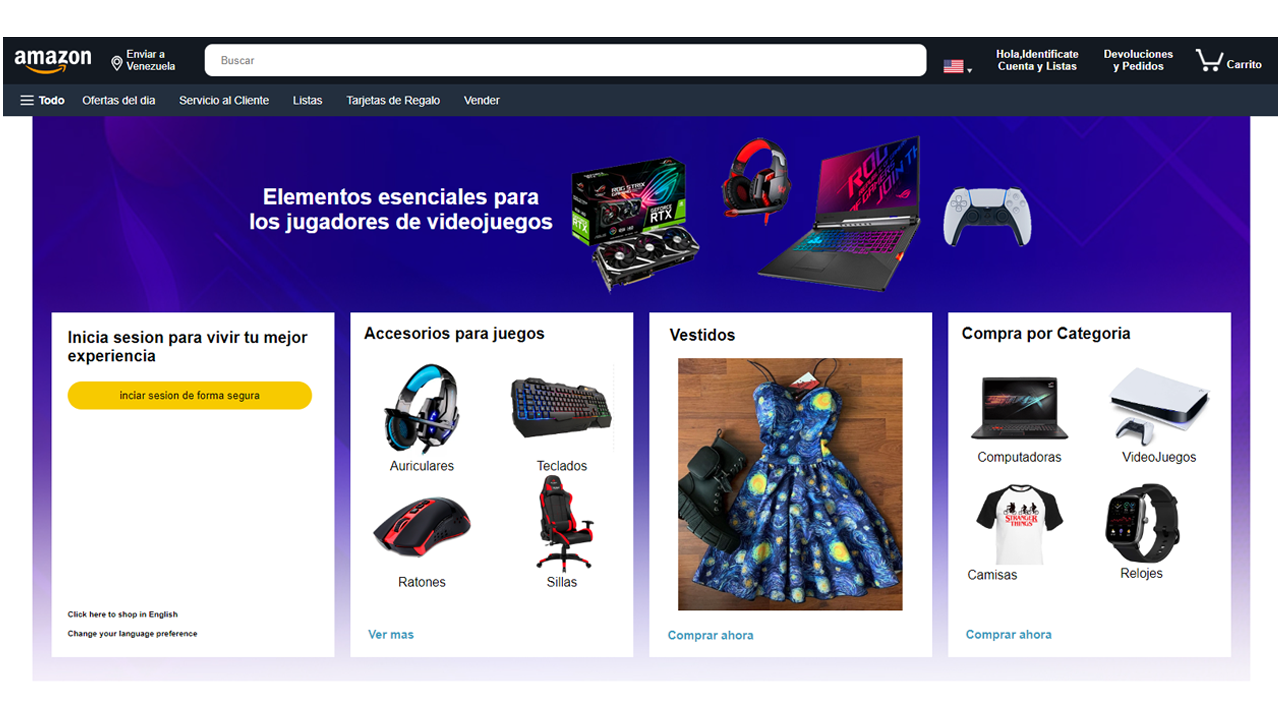 amazon
Enviar a
Venezuela
Buscar
Hola,Identificate
Cuenta y Listas
Devoluciones
y Pedidos
Carrito
Todo
Ofertas del dia
Servicio al Cliente
Listas
Tarjetas de Regalo
Vender
Elementos esenciales para
los jugadores de videojuegos
ROG STRIX
GEFORCE
RTX
RTX
Inicia sesion para vivir tu mejor
experiencia
inciar sesion de forma segura
Click here to shop in English
Change your language preference
Accesorios para juegos
Auriculares
Teclados
Ratones
Sillas
Ver mas
Vestidos
Comprar ahora
Compra por Categoria
Computadoras
VideoJuegos
STRANGER
THINGS
Camisas
Relojes
Comprar ahora